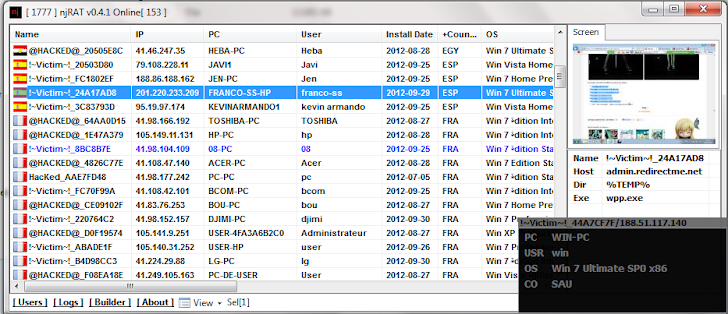 [ 1777 ] njRAT v0.4.1 Online[ 153 ]
Name IP PC User Install Date +Coun... OS
@HACKED@_20505E8C 41.46.247.35 HEBA-PC Heba 2012-08-28 EGY Win 7 Ultimate S
!~Victim~!_20503D80 79.108.228.11 JAVI1 Javi 2012-09-25 ESP Win Vista Home
!~Victim~!_FC1802EF 188.86.188.162 JEN-PC Jen 2012-09-25 ESP Win 7 Home Pre
!~Victim~!_24A17AD8 201.220.233.209 FRANCO-SS-HP franco-ss 2012-09-29 ESP Win 7 Ultimate S
!~Victim~!_3C83793D 95.19.97.174 KEVINARMANDO1 kevin armando 2012-09-25 ESP Win Vista Home
@HACKED@_64AA0D15 41.98.166.192 TOSHIBA-PC TOSHIBA 2012-08-27 FRA Win 7 Edition Int
@HACKED@_1E47A379 105.149.11.131 HP-PC hp 2012-08-27 FRA Win 7 Edition Int
!~Victim~!_8BC8B7E 41.98.104.109 08-PC 08 2012-09-25 FRA Win 7 Edition Sta
@HACKED@_4826C77E 41.108.47.140 ACER-PC Acer 2012-08-28 FRA Win 7 Edition Sta
HacKed_AAE7FD48 41.98.177.242 PC-PC pc 2012-07-05 FRA Win 7 Edition Sta
!~Victim~!_FC70F99A 41.108.42.101 BCOM-PC bcom 2012-09-25 FRA Win 7 Edition Int
@HACKED@_CE09102F 41.83.76.253 BOU-PC bou 2012-08-27 FRA Win 7 Edition Int
!~Victim~!_220764C2 41.98.152.157 DJIMI-PC djimi 2012-09-30 FRA Win 7 Home Pre
@HACKED@_D0F19574 105.141.9.251 USER-4FA3A6B2C0 Administrateur 2012-08-27 FRA Win XP
!~Victim~!_ABADE1F 105.140.31.252 USER-HP user 2012-09-25 FRA Win 7
!~Victim~!_B4D98CC3 41.224.29.88 LG-PC lg 2012-09-30 FRA Win 7
@HACKED@_F08EA18E 41.249.105.163 PC-DE-USER PC 2012-08-27 FRA Win Vis
[ Users ] [ Logs ] [ Builder ] [ About ] View Sel[1]
Screen
Name !~Victim~!_24A17AD8
Host admin.redirectme.net
Dir %TEMP%
Exe wpp.exe
!~Victim~!_44A7CF7F/188.51.117.140
PC WIN-PC
USR win
OS Win 7 Ultimate SP0 x86
CO SAU